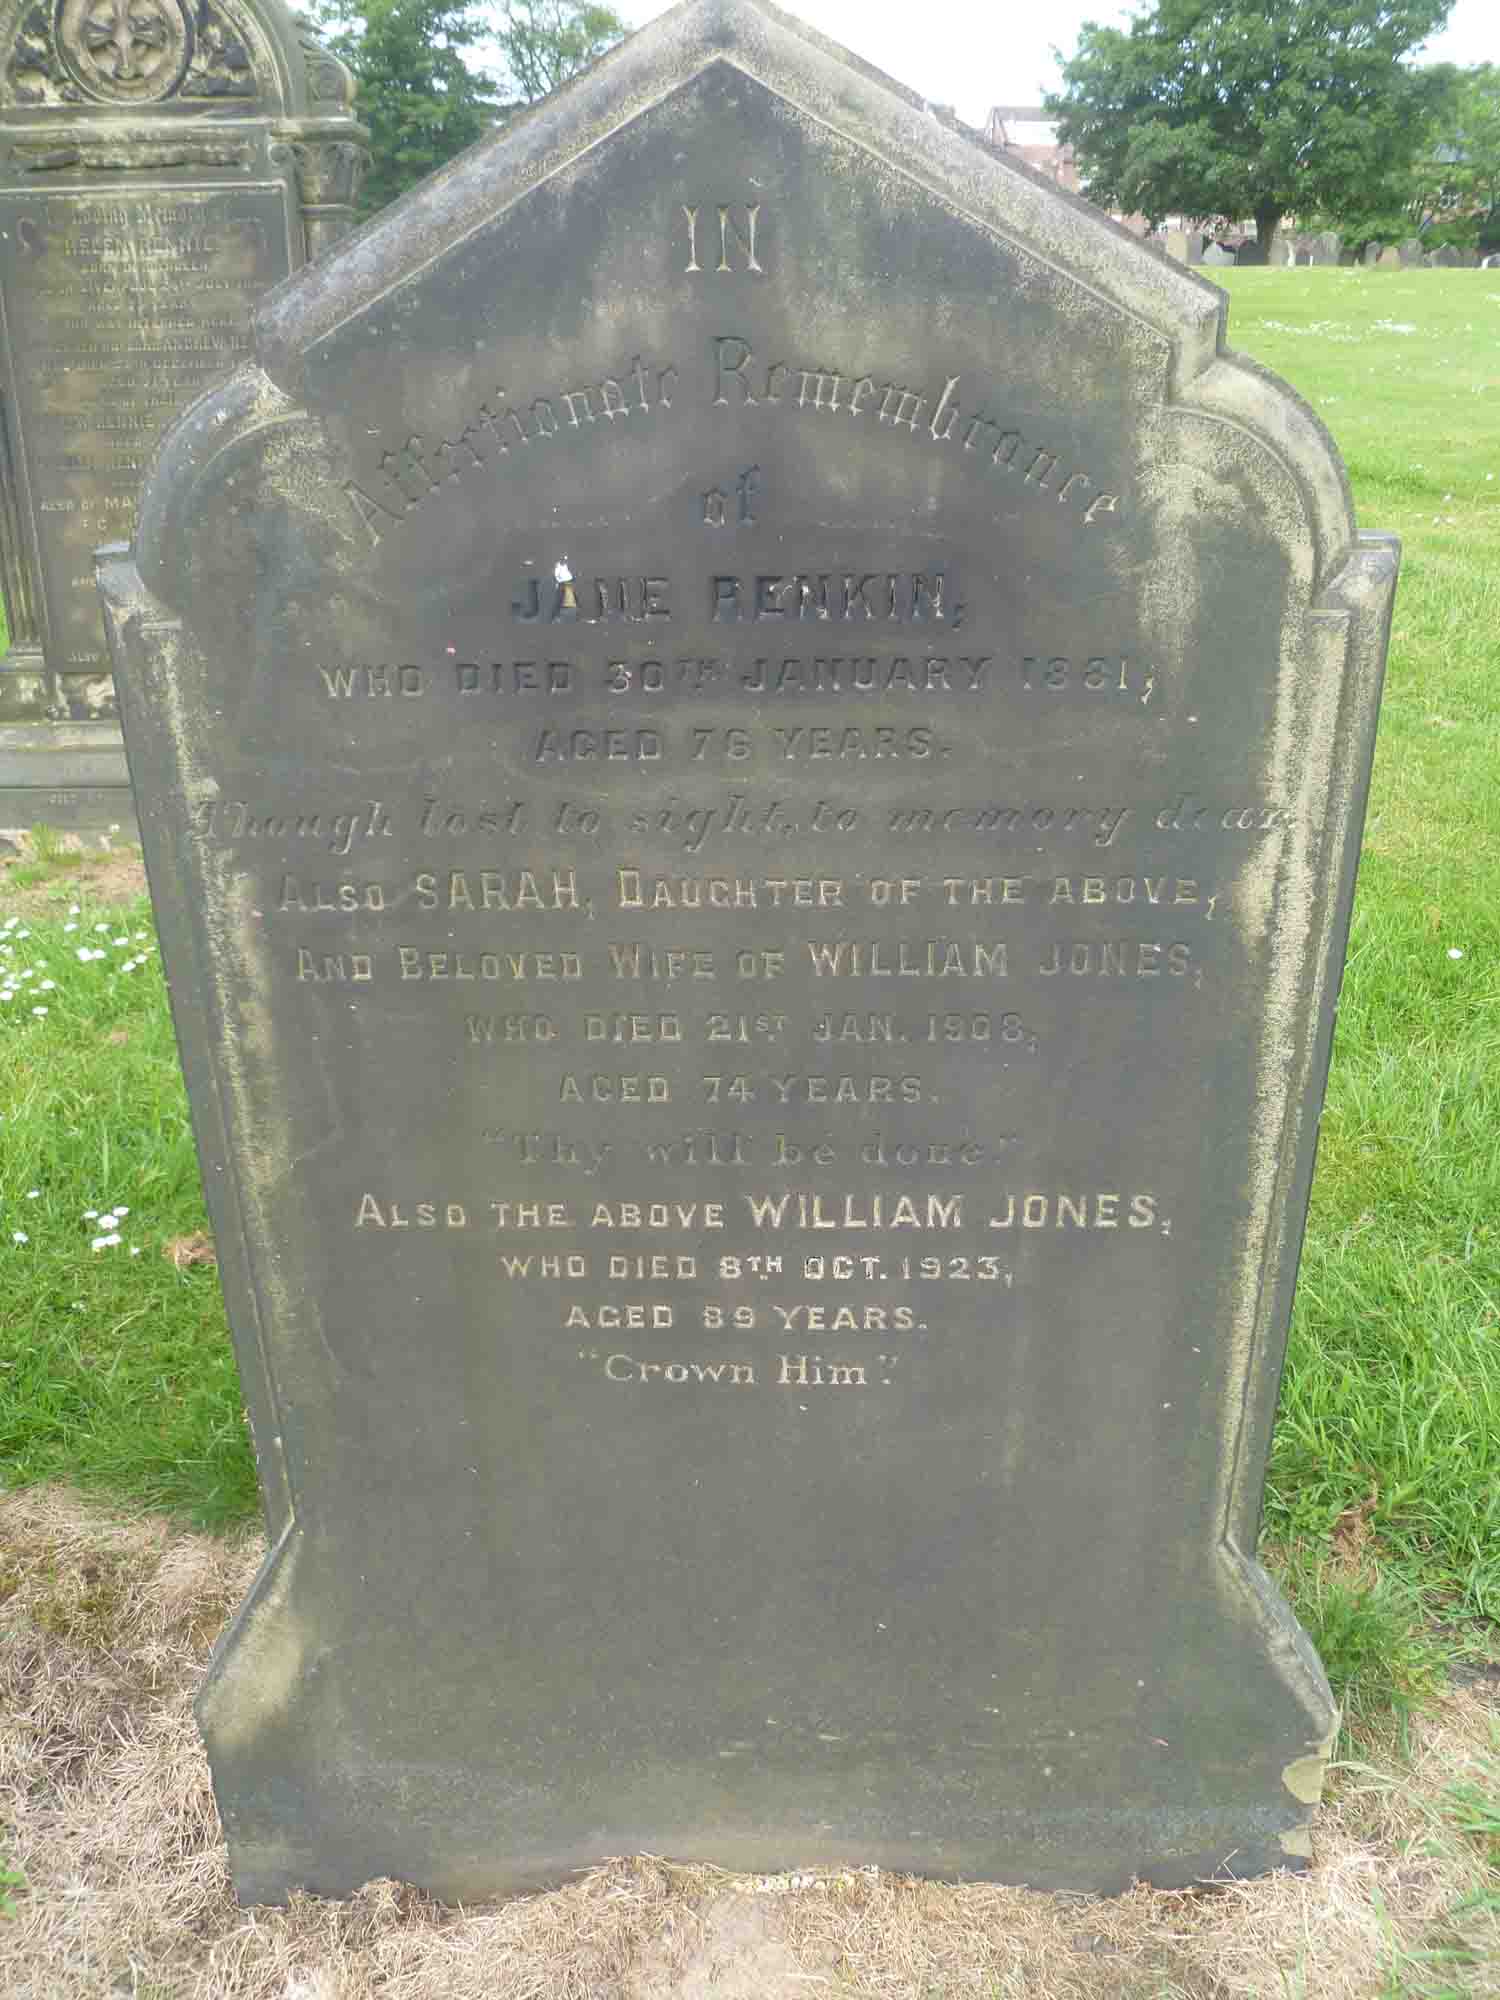 IN
Affectionate Remembrance
of
JANE RENKIN,
WHO DIED 30TH JANUARY 1881,
AGED 76 YEARS.
Though lost to sight, to memory dear
ALSO SARAH, DAUGHTER OF THE ABOVE,
AND BELOVED WIFE OF WILLIAM JONES,
WHO DIED 21ST JAN. 1908,
AGED 74 YEARS.
"Thy will be done"
ALSO THE ABOVE WILLIAM JONES,
WHO DIED 8TH OCT. 1923,
AGED 89 YEARS.
"Crown Him".
HELEN RENNIE